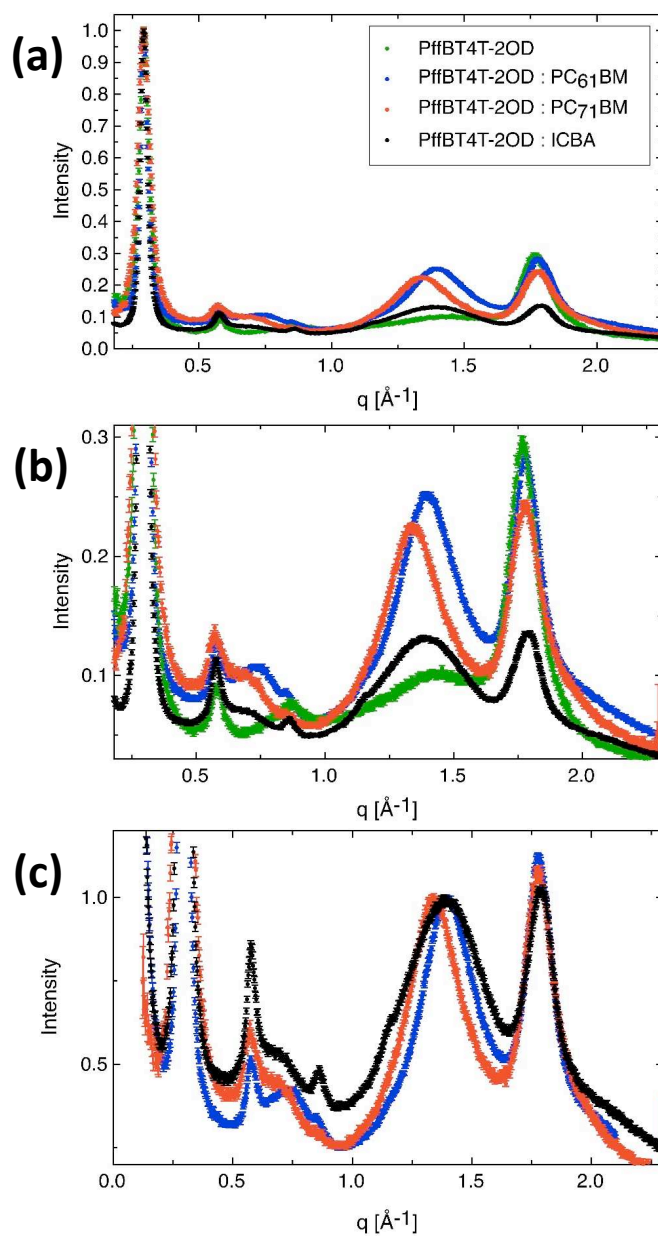 (a)
1.0
0.9
0.8
0.7
0.6
0.5
0.4
0.3
0.2
0.1
0.0
Intensity
PffBT4T-2OD
PffBT4T-2OD : PC61BM
PffBT4T-2OD : PC71BM
PffBT4T-2OD : ICBA
0.5 1.0 1.5 2.0
q [Å-1]
(b)
0.3
0.2
0.1
Intensity
0.5 1.0 1.5 2.0
q [Å-1]
(c)
1.0
0.5
Intensity
0.0 0.5 1.0 1.5 2.0
q [Å-1]